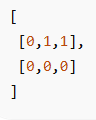 [
[0,1,1],
[0,0,0]
]